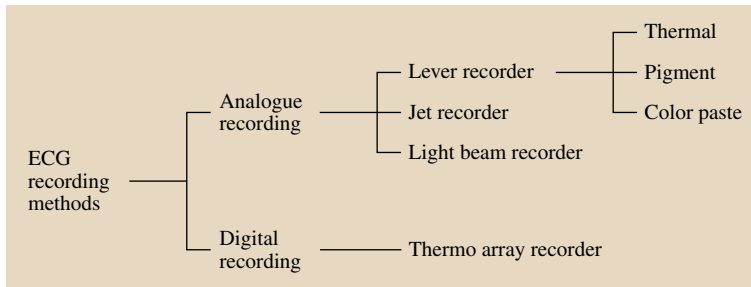 ECG
recording
methods
Analogue
recording
Lever recorder
Jet recorder
Light beam recorder
Thermal
Pigment
Color paste
Digital
recording
Thermo array recorder